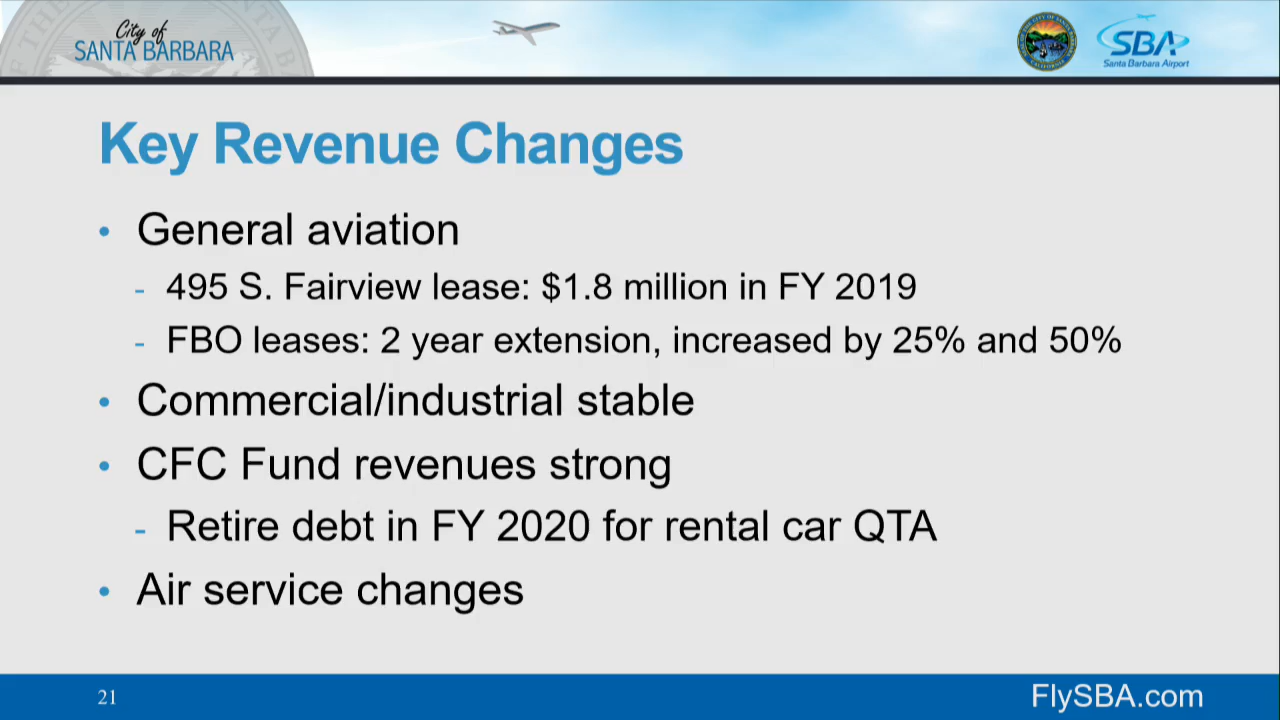 City of
SANTA BARBARA
SBA
Santa Barbara Airport
Key Revenue Changes
• General aviation
- 495 S. Fairview lease: $1.8 million in FY 2019
- FBO leases: 2 year extension, increased by 25% and 50%
• Commercial/industrial stable
• CFC Fund revenues strong
- Retire debt in FY 2020 for rental car QTA
• Air service changes
21
FlySBA.com